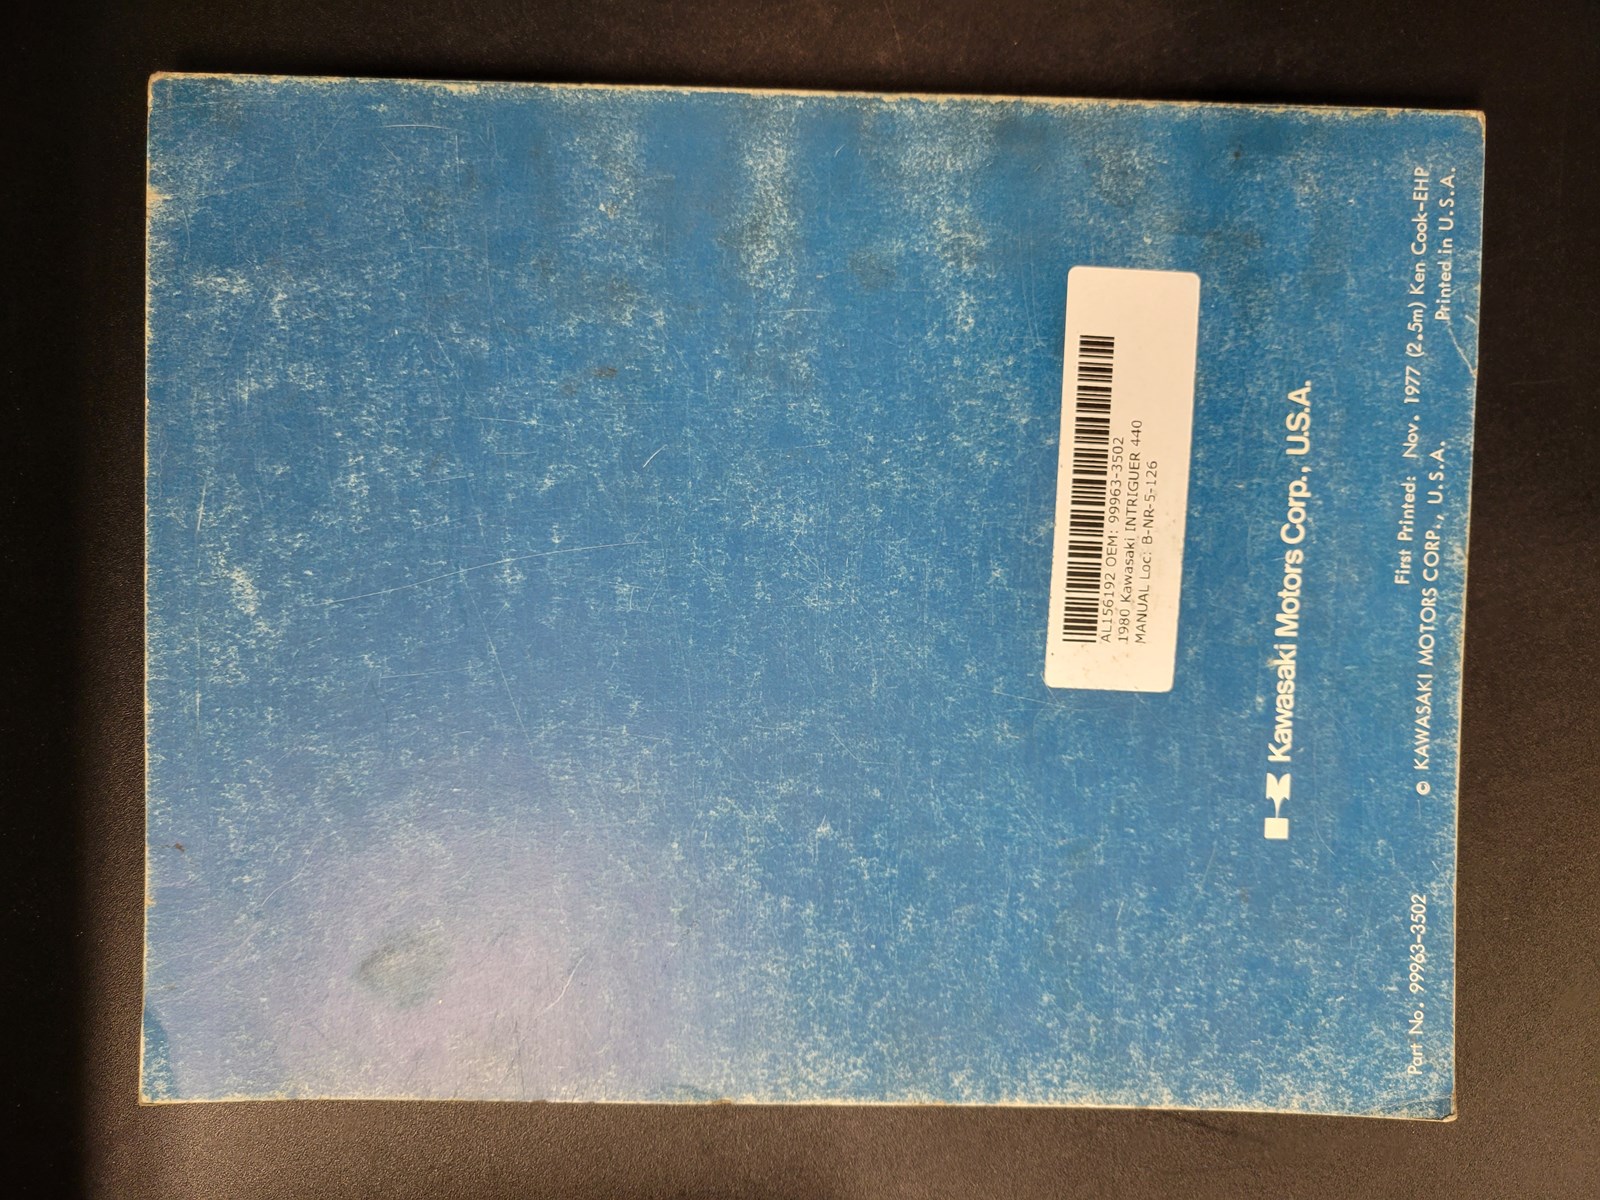 AL156192 OEM: 99963-3502
1980 Kawasaki INTRIGUER 440
MANUAL Loc: B-NR-5-126
Kawasaki Motors Corp., U.S.A.
Part No. 99963-3502
First Printed: Nov. 1977 (2.5m) Ken Cook-EHP
© KAWASAKI MOTORS CORP., U.S.A.
Printed in U.S.A.